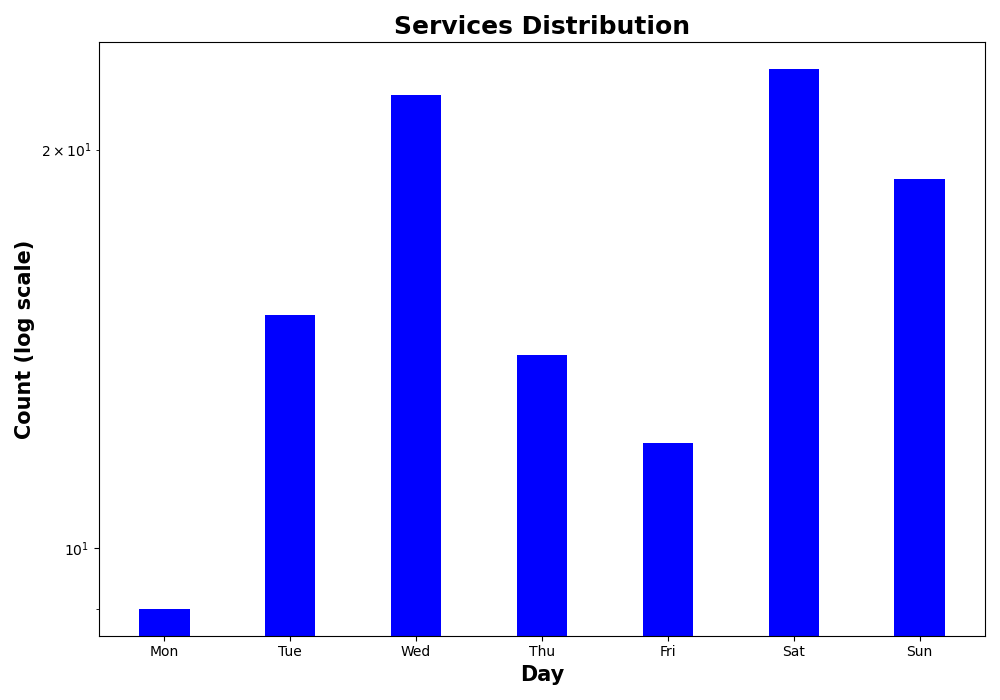 Services Distribution
Count (log scale)
2 × 10¹
10¹
Mon Tue Wed Thu Fri Sat Sun
Day